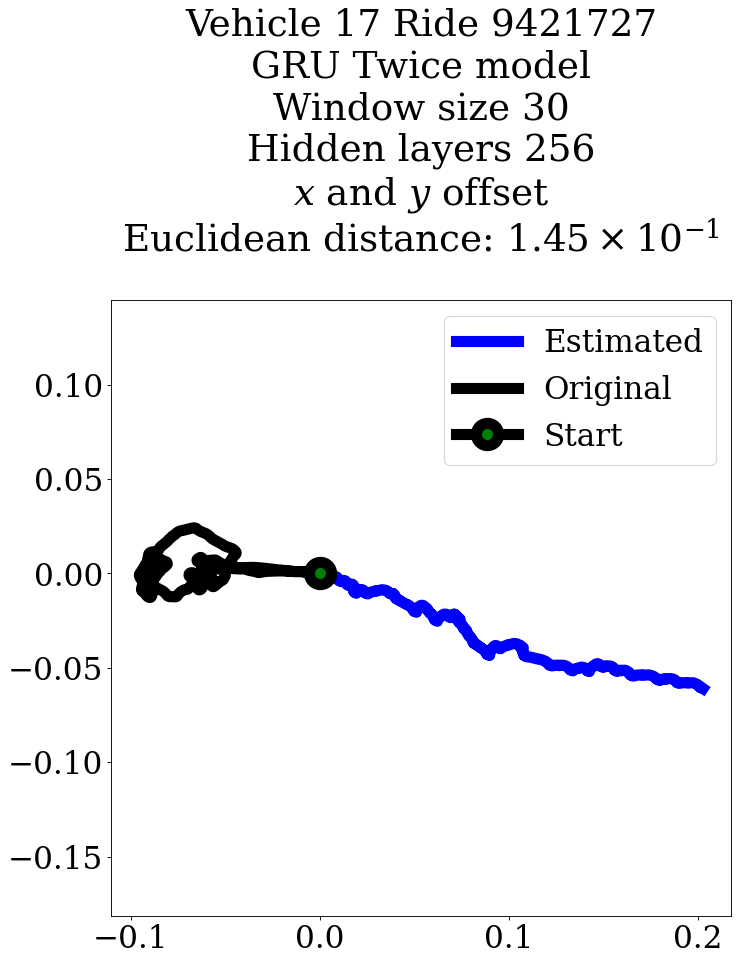 Vehicle 17 Ride 9421727
GRU Twice model
Window size 30
Hidden layers 256
x and y offset
Euclidean distance: 1.45 × 10⁻¹
Estimated
Original
Start
0.10
0.05
0.00
−0.05
−0.10
−0.15
−0.1 0.0 0.1 0.2